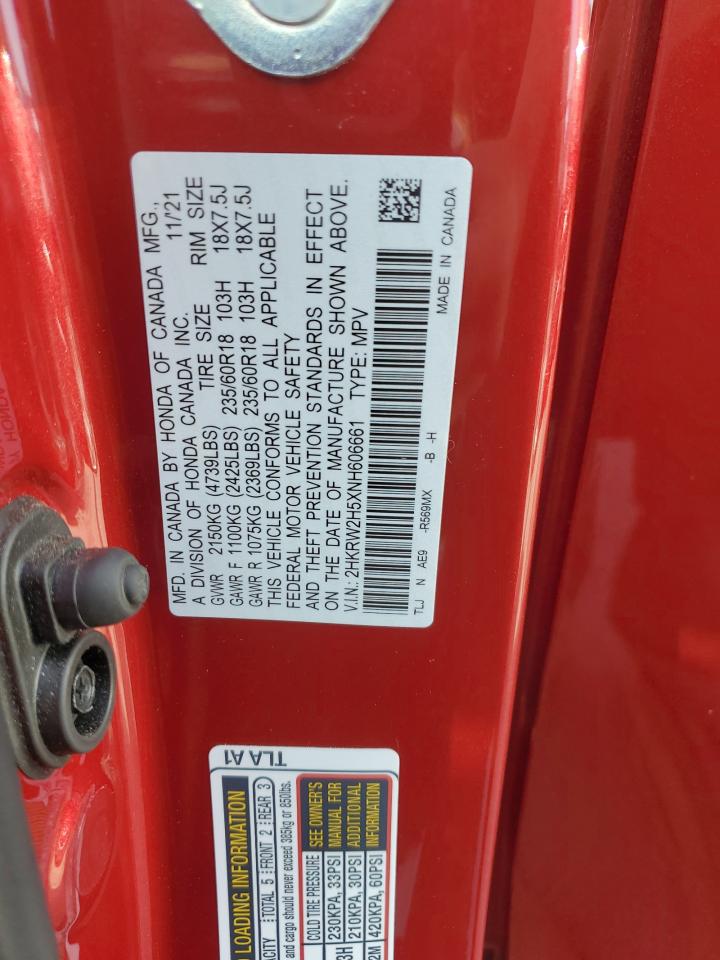 MFD. IN CANADA BY HONDA OF CANADA MFG.,
A DIVISION OF HONDA CANADA INC. 11/'21
GVWR 2150KG (4739LBS) TIRE SIZE RIM SIZE
GAWR F 1100KG (2425LBS) 235/60R18 103H 18X7.5J
GAWR R 1075KG (2369LBS) 235/60R18 103H 18X7.5J
THIS VEHICLE CONFORMS TO ALL APPLICABLE
FEDERAL MOTOR VEHICLE SAFETY
AND THEFT PREVENTION STANDARDS IN EFFECT
ON THE DATE OF MANUFACTURE SHOWN ABOVE.
V.I.N.: 2HKRW2H5XNH606661 TYPE: MPV
TLJ N AE9 -R569MX -B -H MADE IN CANADA
TLA A1
LOADING INFORMATION
TOTAL 5 FRONT 2 REAR 3
and cargo should never exceed 385kg or 850lbs.
COLD TIRE PRESSURE SEE OWNER'S
230KPA, 33PSI MANUAL FOR
210KPA, 30PSI ADDITIONAL
420KPA, 60PSI INFORMATION